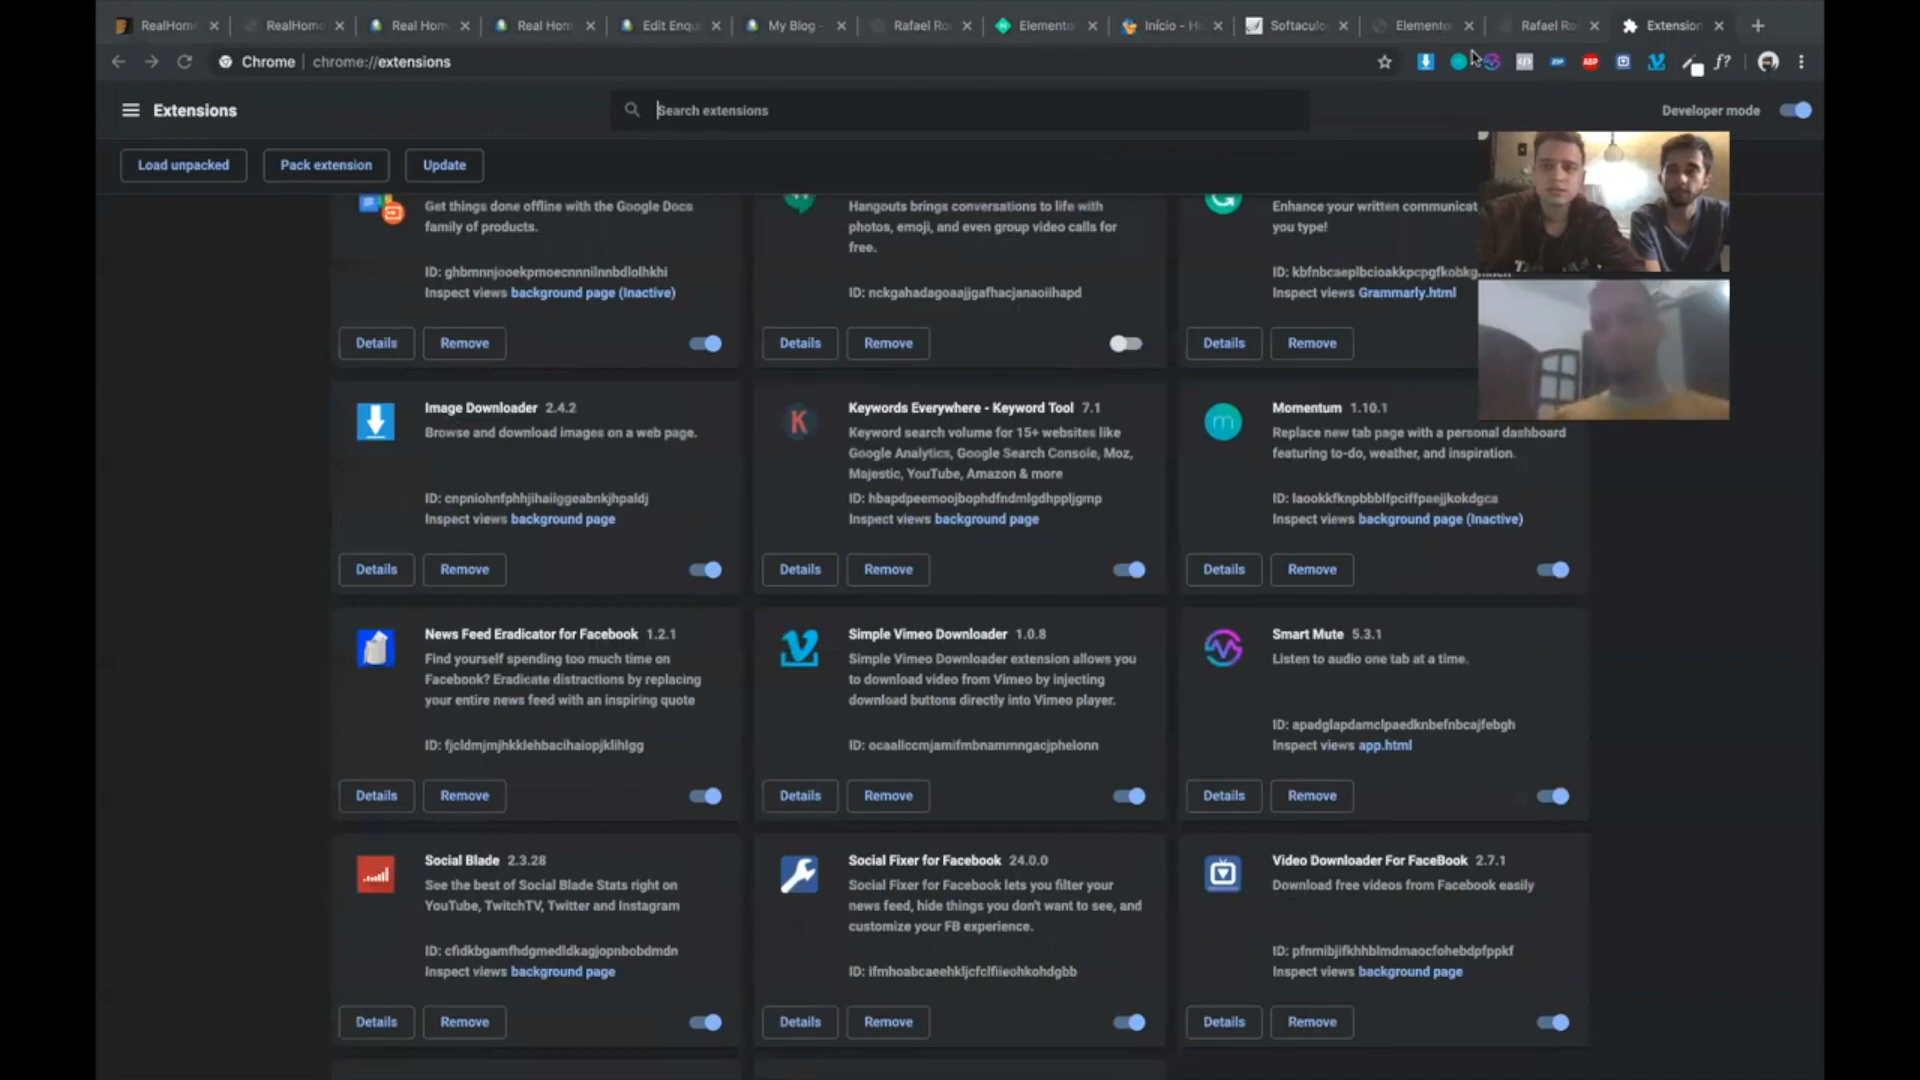 RealHome RealHome Real Hom Real Hom Edit Enqu My Blog - Rafael Ro Elemento Início - Ho Softaculo Elemento Rafael Ro Extension
Chrome chrome://extensions
Extensions
Search extensions
Developer mode
Load unpacked Pack extension Update
Get things done offline with the Google Docs
family of products.
ID: ghbmnnjooekpmoecnnnilnnbdlolhkhi
Inspect views background page (Inactive)
Details Remove
Hangouts brings conversations to life with
photos, emoji, and even group video calls for
free.
ID: nckgahadagoaajjgafhacjanaoiihapd
Details Remove
Enhance your written communicat
you type!
ID: kbfnbcaeplbcioakkpcpgfkobkg
Inspect views Grammarly.html
Details Remove
Image Downloader 2.4.2
Browse and download images on a web page.
ID: cnpniohnfphhjihaiiggeabnkjhpaldj
Inspect views background page
Details Remove
Keywords Everywhere - Keyword Tool 7.1
Keyword search volume for 15+ websites like
Google Analytics, Google Search Console, Moz,
Majestic, YouTube, Amazon & more
ID: hbapdpeemoojbophdfndmlgdhppljgmp
Inspect views background page
Details Remove
Momentum 1.10.1
Replace new tab page with a personal dashboard
featuring to-do, weather, and inspiration.
ID: laookkfknpbbblfpciffpaejjkokdgca
Inspect views background page (Inactive)
Details Remove
News Feed Eradicator for Facebook 1.2.1
Find yourself spending too much time on
Facebook? Eradicate distractions by replacing
your entire news feed with an inspiring quote
ID: fjcldmjmjhkklehbacihaiopjklihlgg
Details Remove
Simple Vimeo Downloader 1.0.8
Simple Vimeo Downloader extension allows you
to download video from Vimeo by injecting
download buttons directly into Vimeo player.
ID: ocaallccmjamifmbnammngacjphelonn
Details Remove
Smart Mute 5.3.1
Listen to audio one tab at a time.
ID: apadglapdamclpaedknbefnbcajfebgh
Inspect views app.html
Details Remove
Social Blade 2.3.28
See the best of Social Blade Stats right on
YouTube, TwitchTV, Twitter and Instagram
ID: cfidkbgamfhdgmedldkagjopnbobdmdn
Inspect views background page
Details Remove
Social Fixer for Facebook 24.0.0
Social Fixer for Facebook lets you filter your
news feed, hide things you don't want to see, and
customize your FB experience.
ID: ifmhoabcaeehkljcfclfiieohkohdgbb
Details Remove
Video Downloader For FaceBook 2.7.1
Download free videos from Facebook easily
ID: pfnmibjifkhhblmdmaocfohebdpfppkf
Inspect views background page
Details Remove